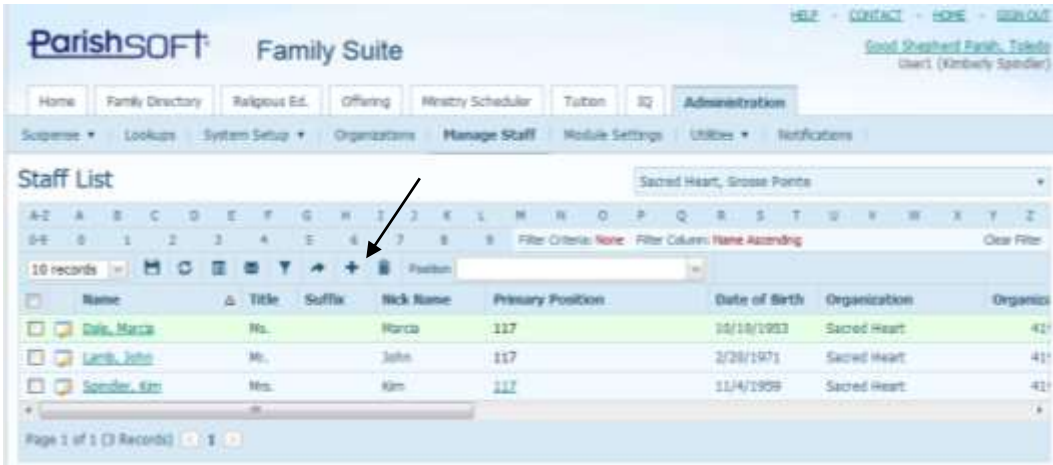 HELP - CONTACT - HOME - SIGN OUT
ParishSOFT Family Suite
Good Shepherd Parish, Toledo
User1 (Kimberly Spindler)
Home Family Directory Religious Ed. Offering Ministry Scheduler Tuition IQ Administration
Suspense Lookups System Setup Organizations Manage Staff Module Settings Utilities Notifications
Staff List
Sacred Heart, Grosse Pointe
A-Z A B C D E F G H I J K L M N O P Q R S T U V W X Y Z
0-9 0 1 2 3 4 5 6 7 8 9 Filter Criteria: None Filter Column: Name Ascending Clear Filter
10 records Position
Name Title Suffix Nick Name Primary Position Date of Birth Organization Organiza
Dale, Marcia Ms. Marcia 117 10/10/1953 Sacred Heart 419
Lamb, John Mr. John 117 2/20/1971 Sacred Heart 419
Spindler, Kim Mrs. Kim 117 11/4/1959 Sacred Heart 419
Page 1 of 1 (3 Records) 1